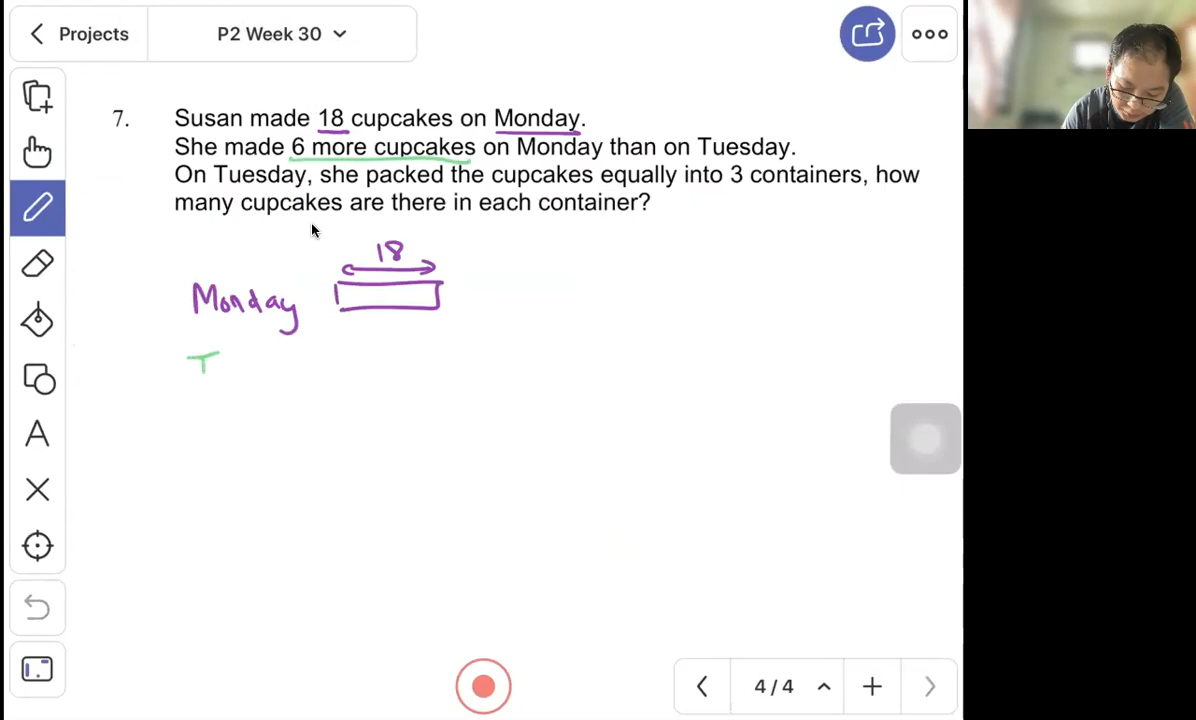 Projects
P2 Week 30
7. Susan made 18 cupcakes on Monday.
She made 6 more cupcakes on Monday than on Tuesday.
On Tuesday, she packed the cupcakes equally into 3 containers, how
many cupcakes are there in each container?
18
Monday
T
A
4/4